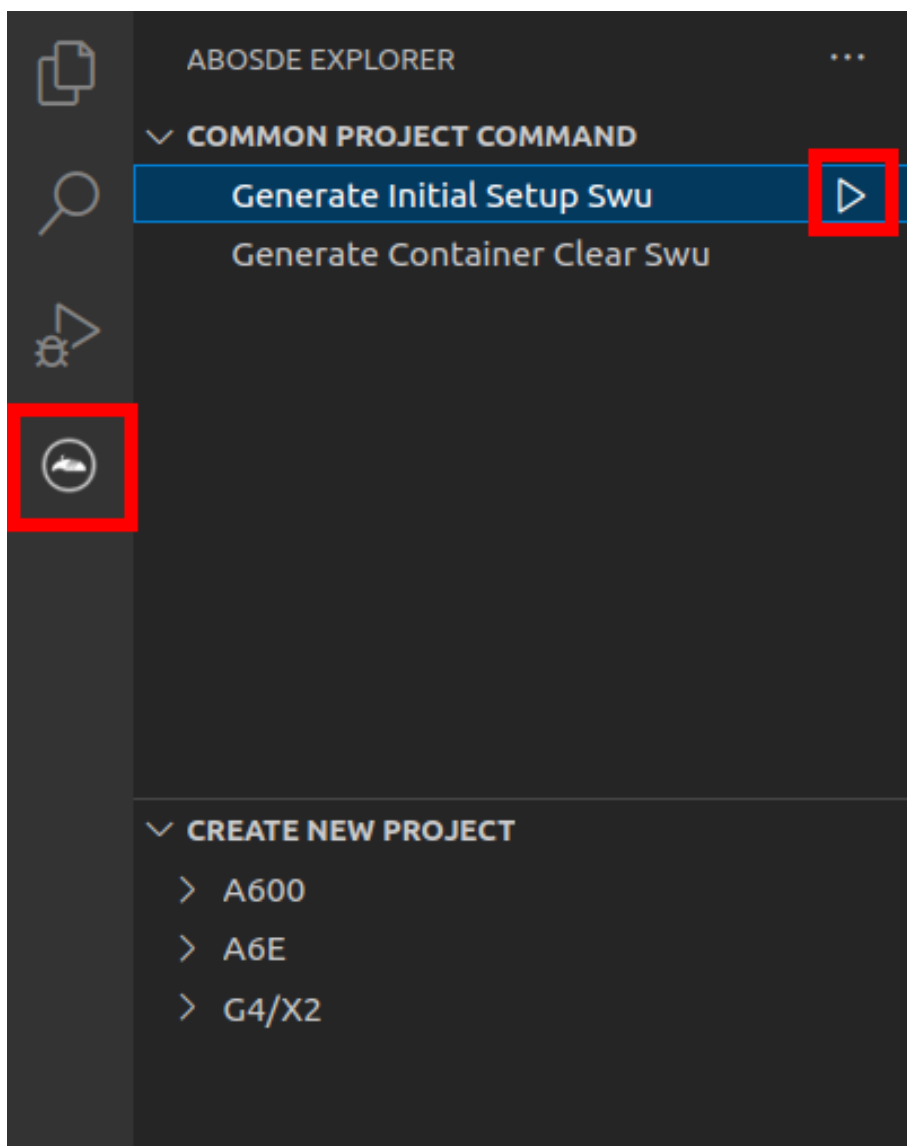 ABOSDE EXPLORER
COMMON PROJECT COMMAND
Generate Initial Setup Swu
Generate Container Clear Swu
CREATE NEW PROJECT
A600
A6E
G4/X2